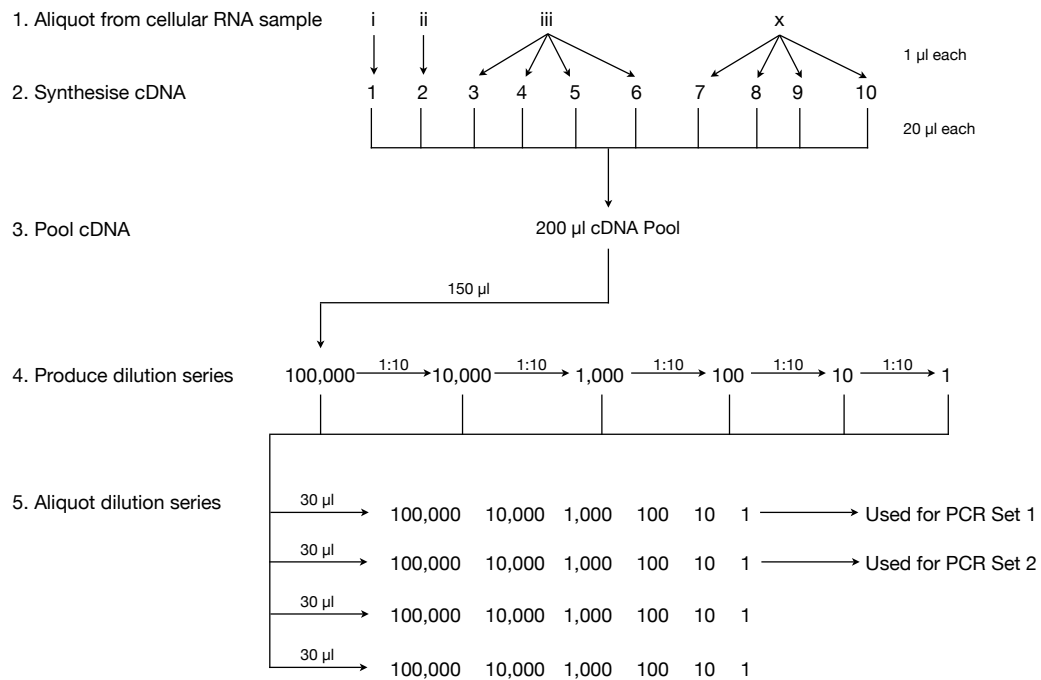 1. Aliquot from cellular RNA sample i ii iii x
1 µl each
2. Synthesise cDNA 1 2 3 4 5 6 7 8 9 10
20 µl each
3. Pool cDNA 200 µl cDNA Pool
150 µl
1:10 1:10 1:10 1:10 1:10
4. Produce dilution series 100,000 10,000 1,000 100 10 1
5. Aliquot dilution series
30 µl
100,000 10,000 1,000 100 10 1 Used for PCR Set 1
30 µl
100,000 10,000 1,000 100 10 1 Used for PCR Set 2
30 µl
100,000 10,000 1,000 100 10 1
30 µl
100,000 10,000 1,000 100 10 1